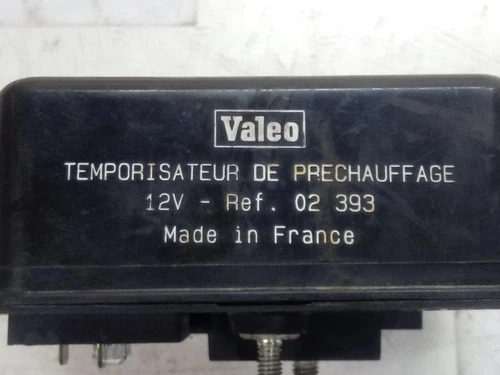 Valeo
TEMPORISATEUR DE PRECHAUFFAGE
12V - Ref. 02 393
Made in France